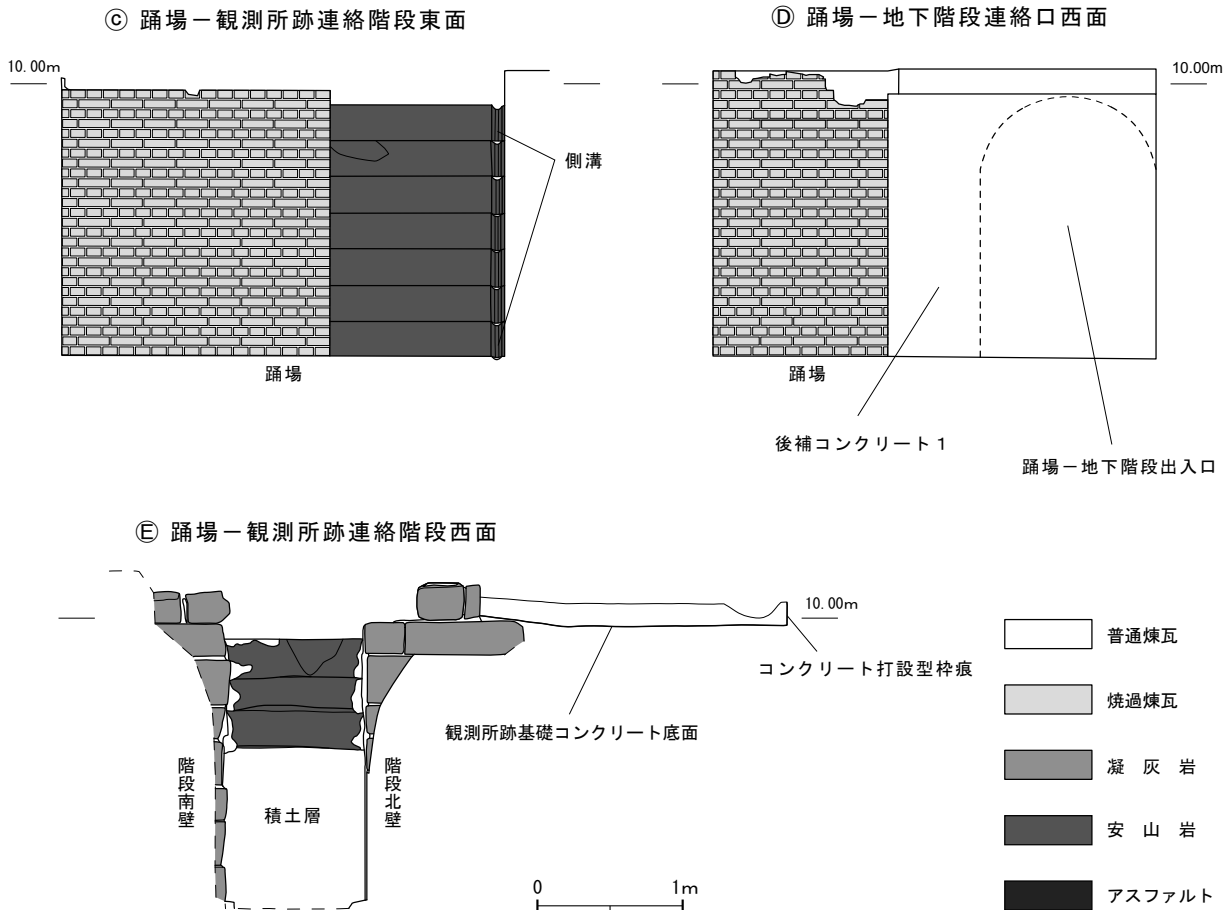 Ⓒ 踊場－観測所跡連絡階段東面
10.00m
側溝
踊場
Ⓓ 踊場－地下階段連絡口西面
10.00m
踊場
後補コンクリート1
踊場－地下階段出入口
Ⓔ 踊場－観測所跡連絡階段西面
10.00m
コンクリート打設型枠痕
観測所跡基礎コンクリート底面
階段南壁
積土層
階段北壁
0 1m
普通煉瓦
焼過煉瓦
凝灰岩
安山岩
アスファルト